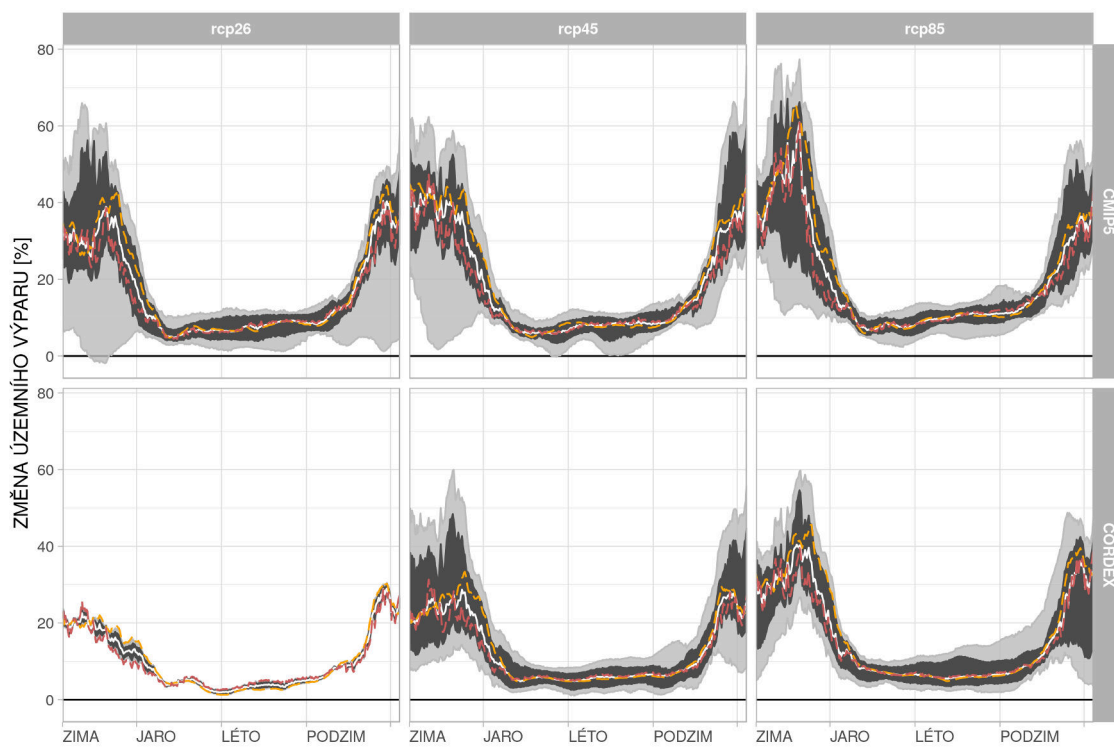 rcp26 rcp45 rcp85
ZMĚNA ÚZEMNÍHO VÝPARU [%]
80
60
40
20
0
CMIP5
80
60
40
20
0
CORDEX
ZIMA JARO LÉTO PODZIM ZIMA JARO LÉTO PODZIM ZIMA JARO LÉTO PODZIM